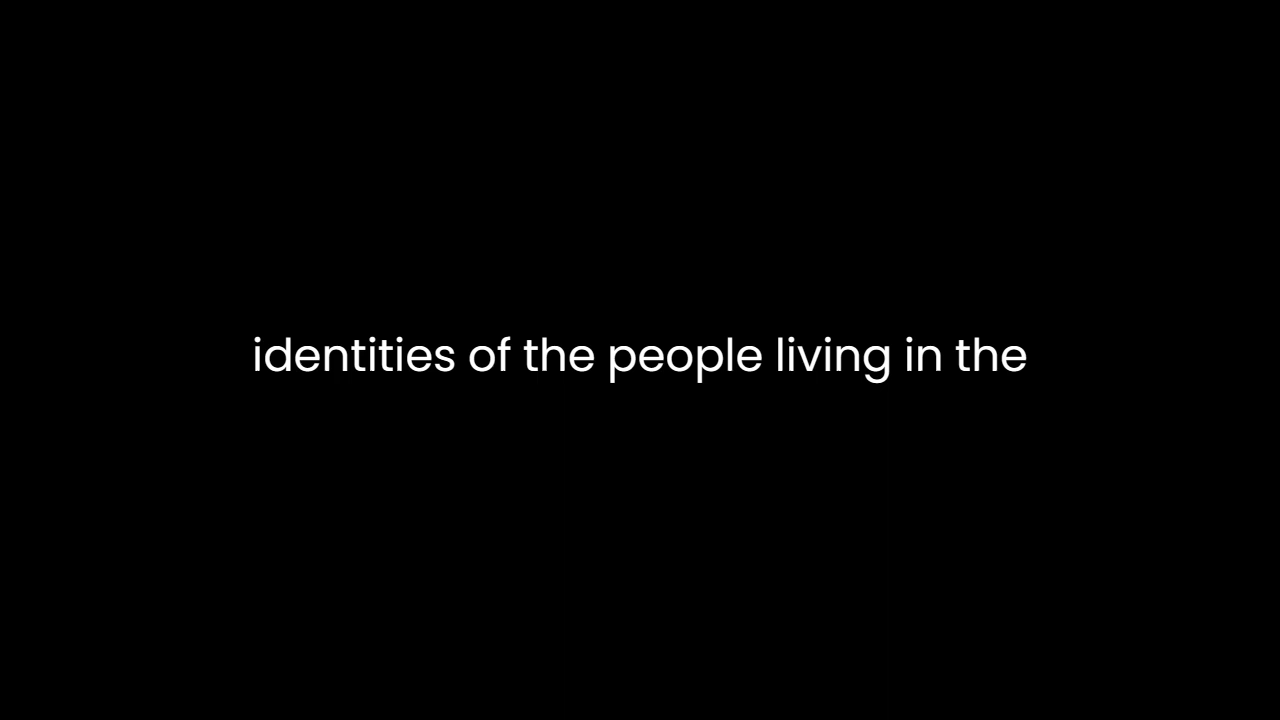 identities of the people living in the